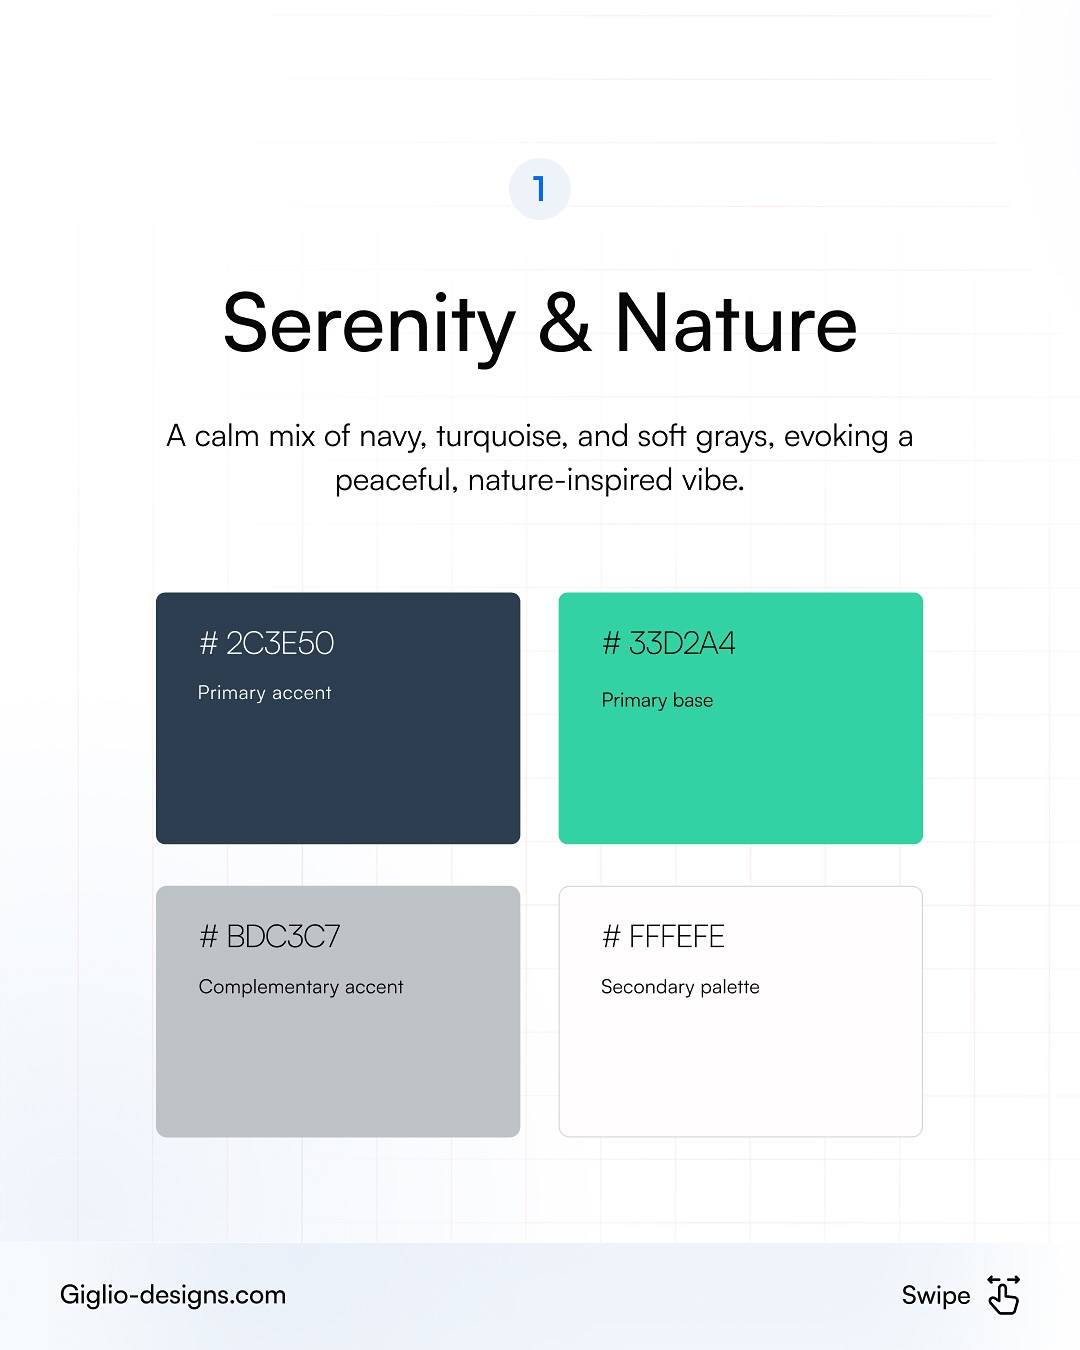 1
Serenity & Nature
A calm mix of navy, turquoise, and soft grays, evoking a
peaceful, nature-inspired vibe.
# 2C3E50
Primary accent
# 33D2A4
Primary base
# BDC3C7
Complementary accent
# FFFEFE
Secondary palette
Giglio-designs.com
Swipe